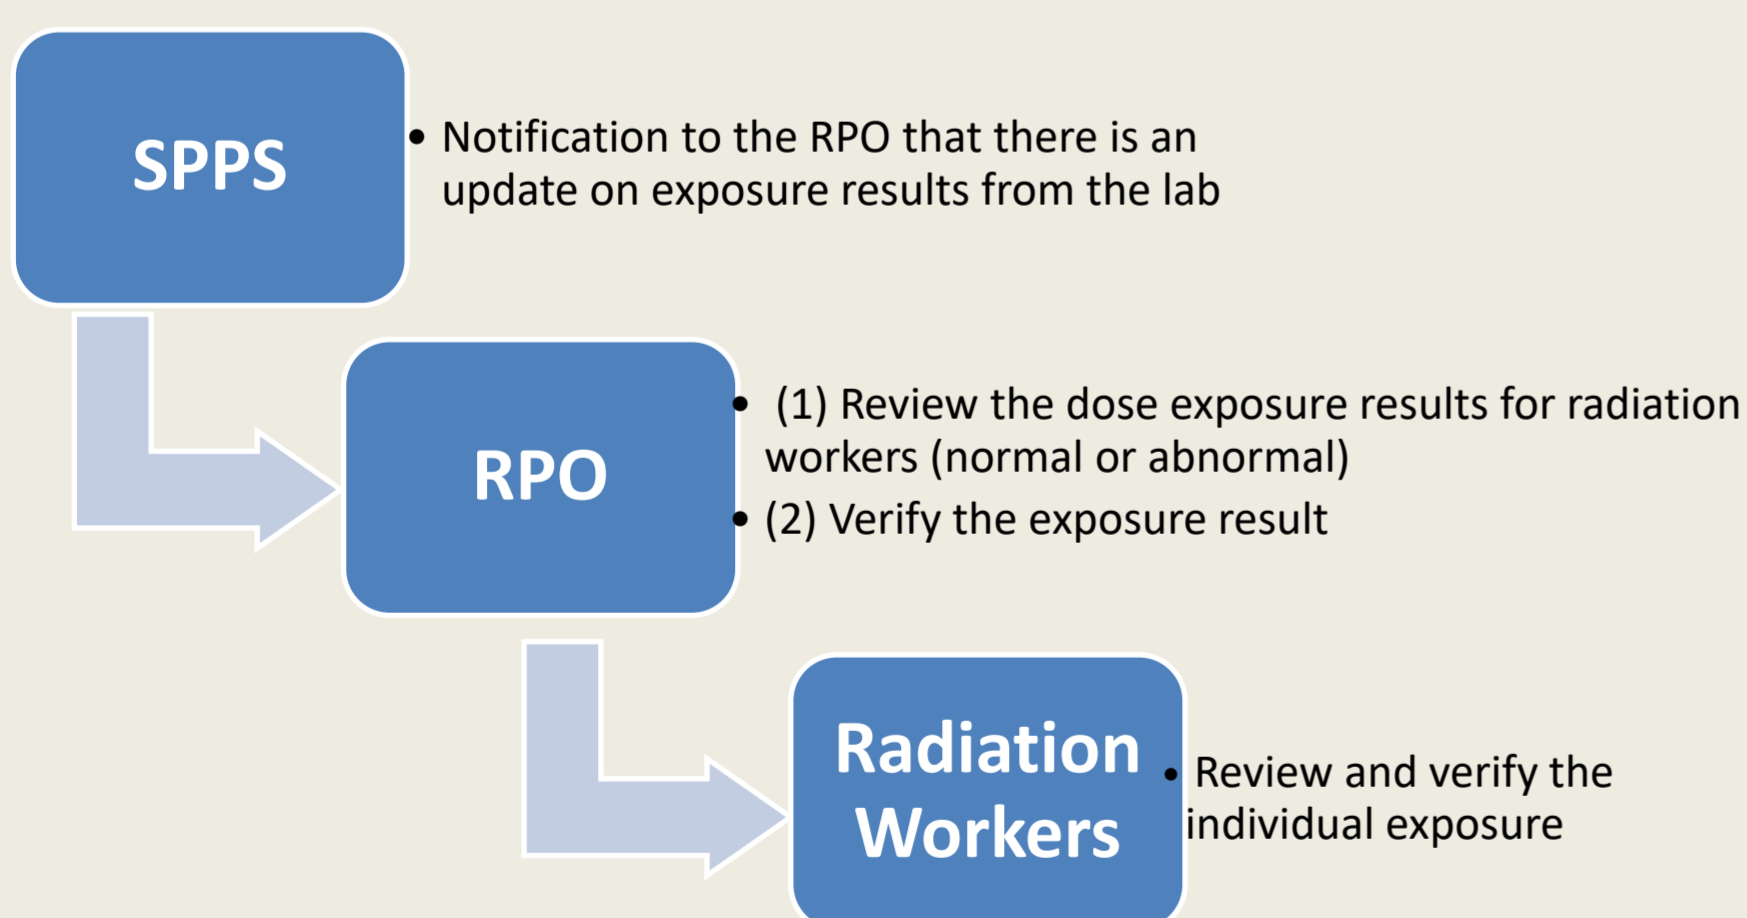 SPPS
• Notification to the RPO that there is an
update on exposure results from the lab
RPO
• (1) Review the dose exposure results for radiation
workers (normal or abnormal)
• (2) Verify the exposure result
Radiation
Workers
• Review and verify the
individual exposure